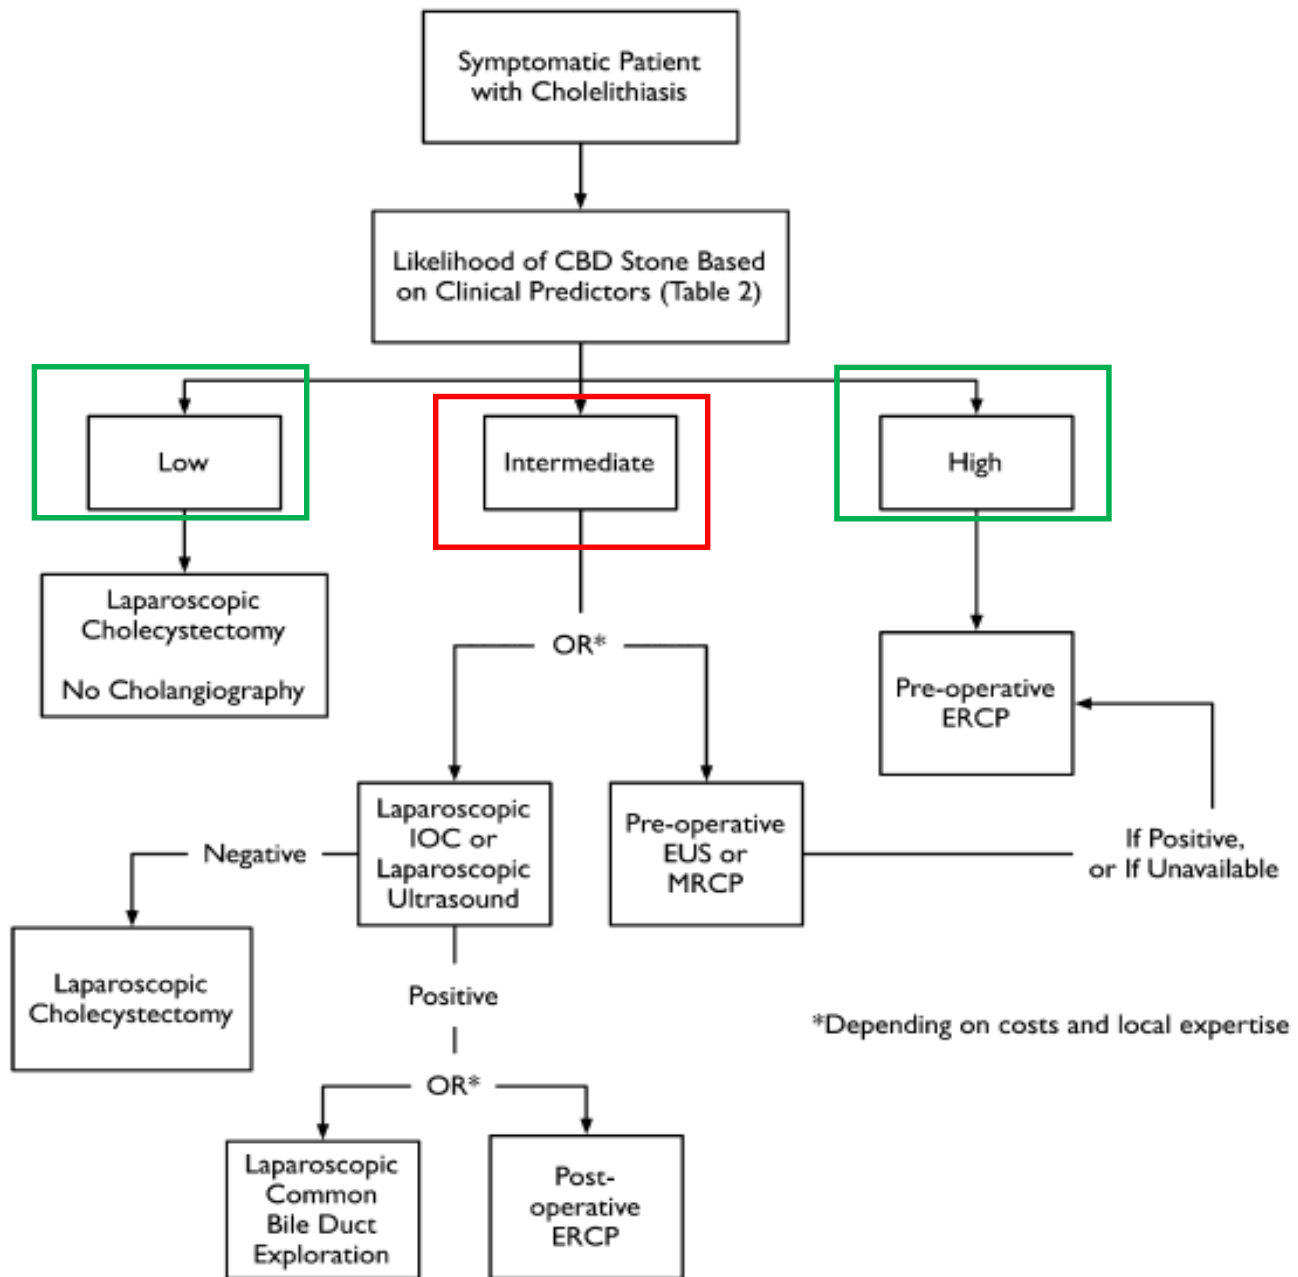 Symptomatic Patient
with Cholelithiasis
Likelihood of CBD Stone Based
on Clinical Predictors (Table 2)
Low
Intermediate
High
Laparoscopic
Cholecystectomy
No Cholangiography
OR*
Pre-operative
ERCP
Laparoscopic
IOC or
Laparoscopic
Ultrasound
Pre-operative
EUS or
MRCP
Negative
If Positive,
or If Unavailable
Laparoscopic
Cholecystectomy
Positive
*Depending on costs and local expertise
OR*
Laparoscopic
Common
Bile Duct
Exploration
Post-
operative
ERCP